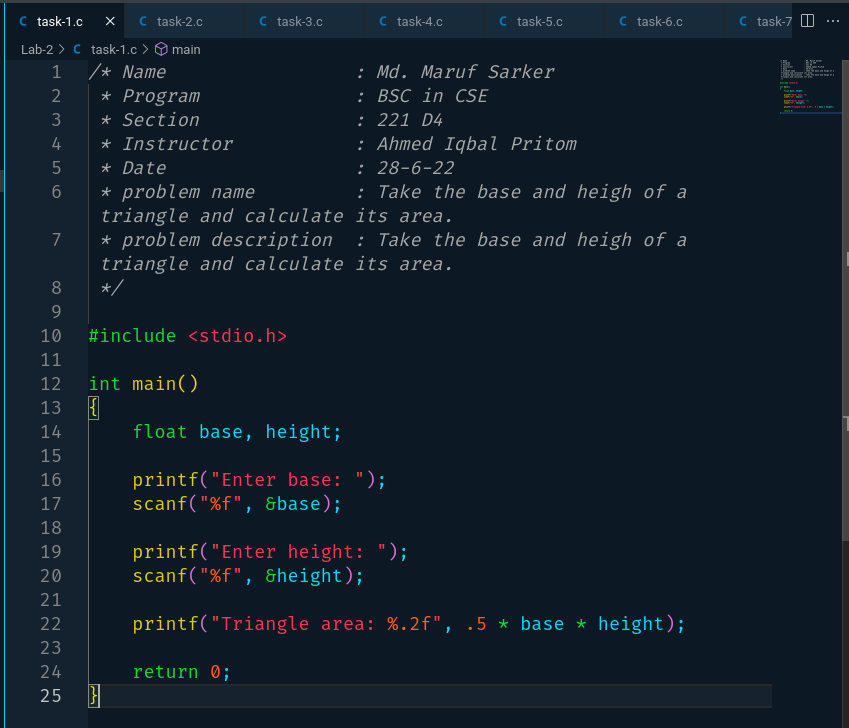 C task-1.c × C task-2.c C task-3.c C task-4.c C task-5.c C task-6.c C task-7 ···
Lab-2 > C task-1.c > main
1 /* Name : Md. Maruf Sarker
2 * Program : BSC in CSE
3 * Section : 221 D4
4 * Instructor : Ahmed Iqbal Pritom
5 * Date : 28-6-22
6 * problem name : Take the base and heigh of a
triangle and calculate its area.
7 * problem description : Take the base and heigh of a
triangle and calculate its area.
8 */
9
10 #include <stdio.h>
11
12 int main()
13 {
14 float base, height;
15
16 printf("Enter base: ");
17 scanf("%f", &base);
18
19 printf("Enter height: ");
20 scanf("%f", &height);
21
22 printf("Triangle area: %.2f", .5 * base * height);
23
24 return 0;
25 }